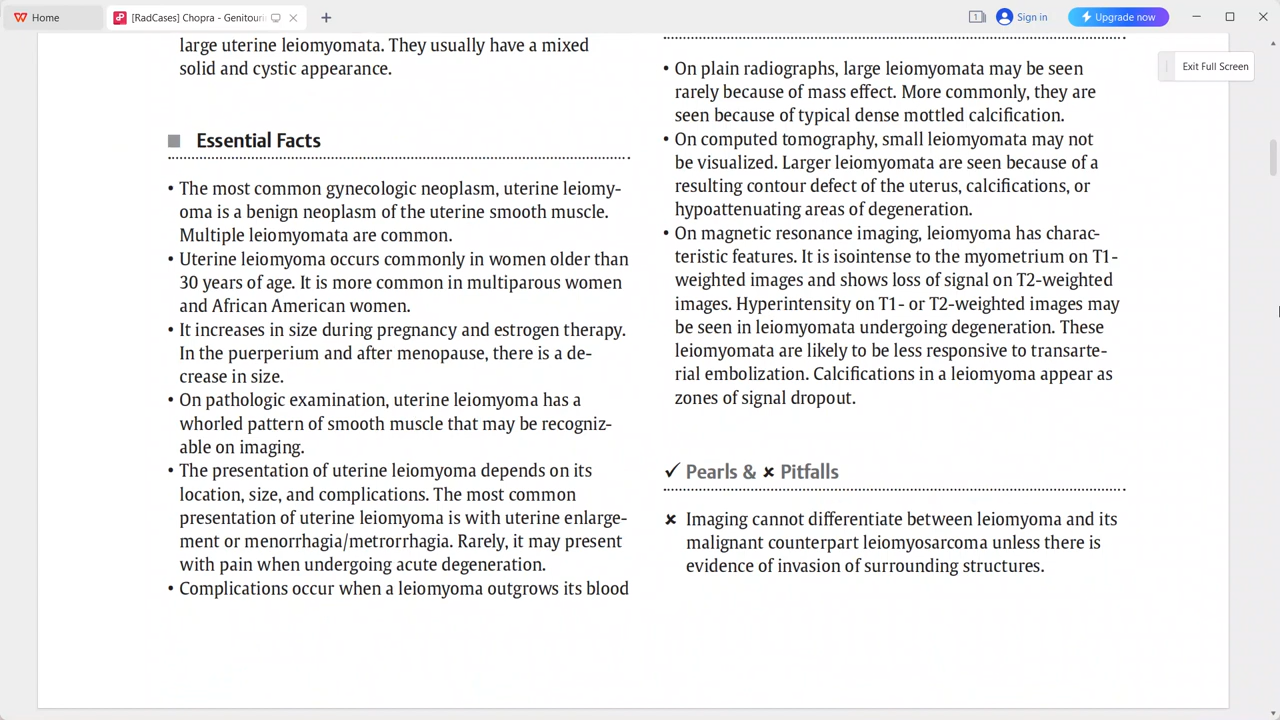 Home
[RadCases] Chopra - Genitouri
1
Sign in
Upgrade now
Exit Full Screen
large uterine leiomyomata. They usually have a mixed
solid and cystic appearance.
Essential Facts
• The most common gynecologic neoplasm, uterine leiomy-
oma is a benign neoplasm of the uterine smooth muscle.
Multiple leiomyomata are common.
• Uterine leiomyoma occurs commonly in women older than
30 years of age. It is more common in multiparous women
and African American women.
• It increases in size during pregnancy and estrogen therapy.
In the puerperium and after menopause, there is a de-
crease in size.
• On pathologic examination, uterine leiomyoma has a
whorled pattern of smooth muscle that may be recogniz-
able on imaging.
• The presentation of uterine leiomyoma depends on its
location, size, and complications. The most common
presentation of uterine leiomyoma is with uterine enlarge-
ment or menorrhagia/metrorrhagia. Rarely, it may present
with pain when undergoing acute degeneration.
• Complications occur when a leiomyoma outgrows its blood
• On plain radiographs, large leiomyomata may be seen
rarely because of mass effect. More commonly, they are
seen because of typical dense mottled calcification.
• On computed tomography, small leiomyomata may not
be visualized. Larger leiomyomata are seen because of a
resulting contour defect of the uterus, calcifications, or
hypoattenuating areas of degeneration.
• On magnetic resonance imaging, leiomyoma has charac-
teristic features. It is isointense to the myometrium on T1-
weighted images and shows loss of signal on T2-weighted
images. Hyperintensity on T1- or T2-weighted images may
be seen in leiomyomata undergoing degeneration. These
leiomyomata are likely to be less responsive to transarte-
rial embolization. Calcifications in a leiomyoma appear as
zones of signal dropout.
✓ Pearls & ✗ Pitfalls
✗ Imaging cannot differentiate between leiomyoma and its
malignant counterpart leiomyosarcoma unless there is
evidence of invasion of surrounding structures.